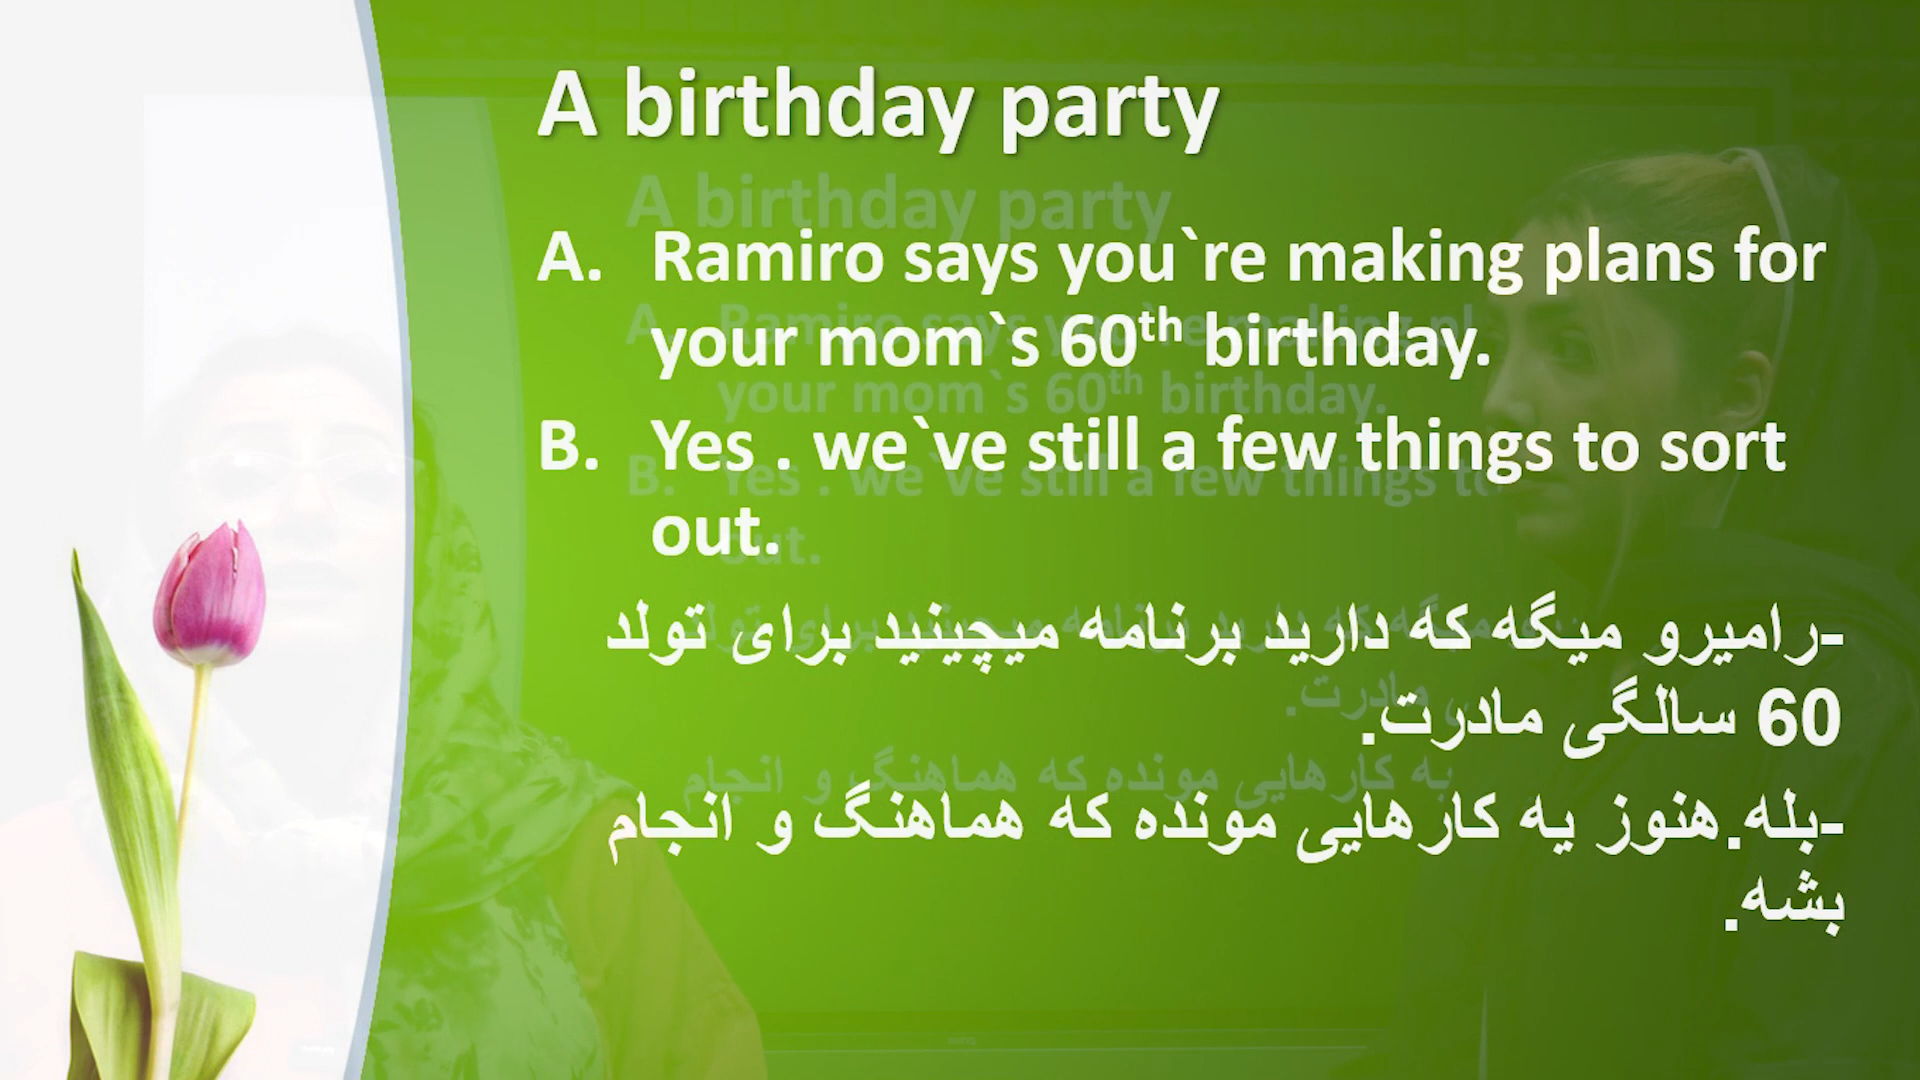 A birthday party
A. Ramiro says you`re making plans for
your mom`s 60th birthday.
B. Yes . we`ve still a few things to sort
out.
-رامیرو میگه که دارید برنامه میچینید برای تولد
60 سالگی مادرت.
-بله.هنوز یه کارهایی مونده که هماهنگ و انجام
بشه.